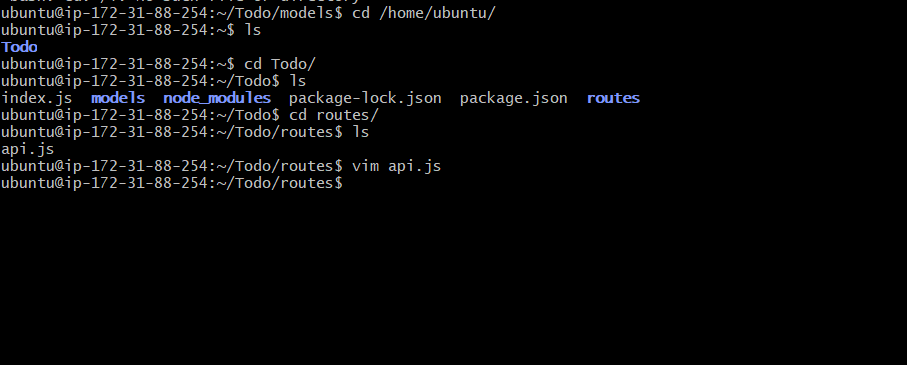 ubuntu@ip-172-31-88-254:~/Todo/models$ cd /home/ubuntu/
ubuntu@ip-172-31-88-254:~$ ls
Todo
ubuntu@ip-172-31-88-254:~$ cd Todo/
ubuntu@ip-172-31-88-254:~/Todo$ ls
index.js  models  node_modules  package-lock.json  package.json  routes
ubuntu@ip-172-31-88-254:~/Todo$ cd routes/
ubuntu@ip-172-31-88-254:~/Todo/routes$ ls
api.js
ubuntu@ip-172-31-88-254:~/Todo/routes$ vim api.js
ubuntu@ip-172-31-88-254:~/Todo/routes$